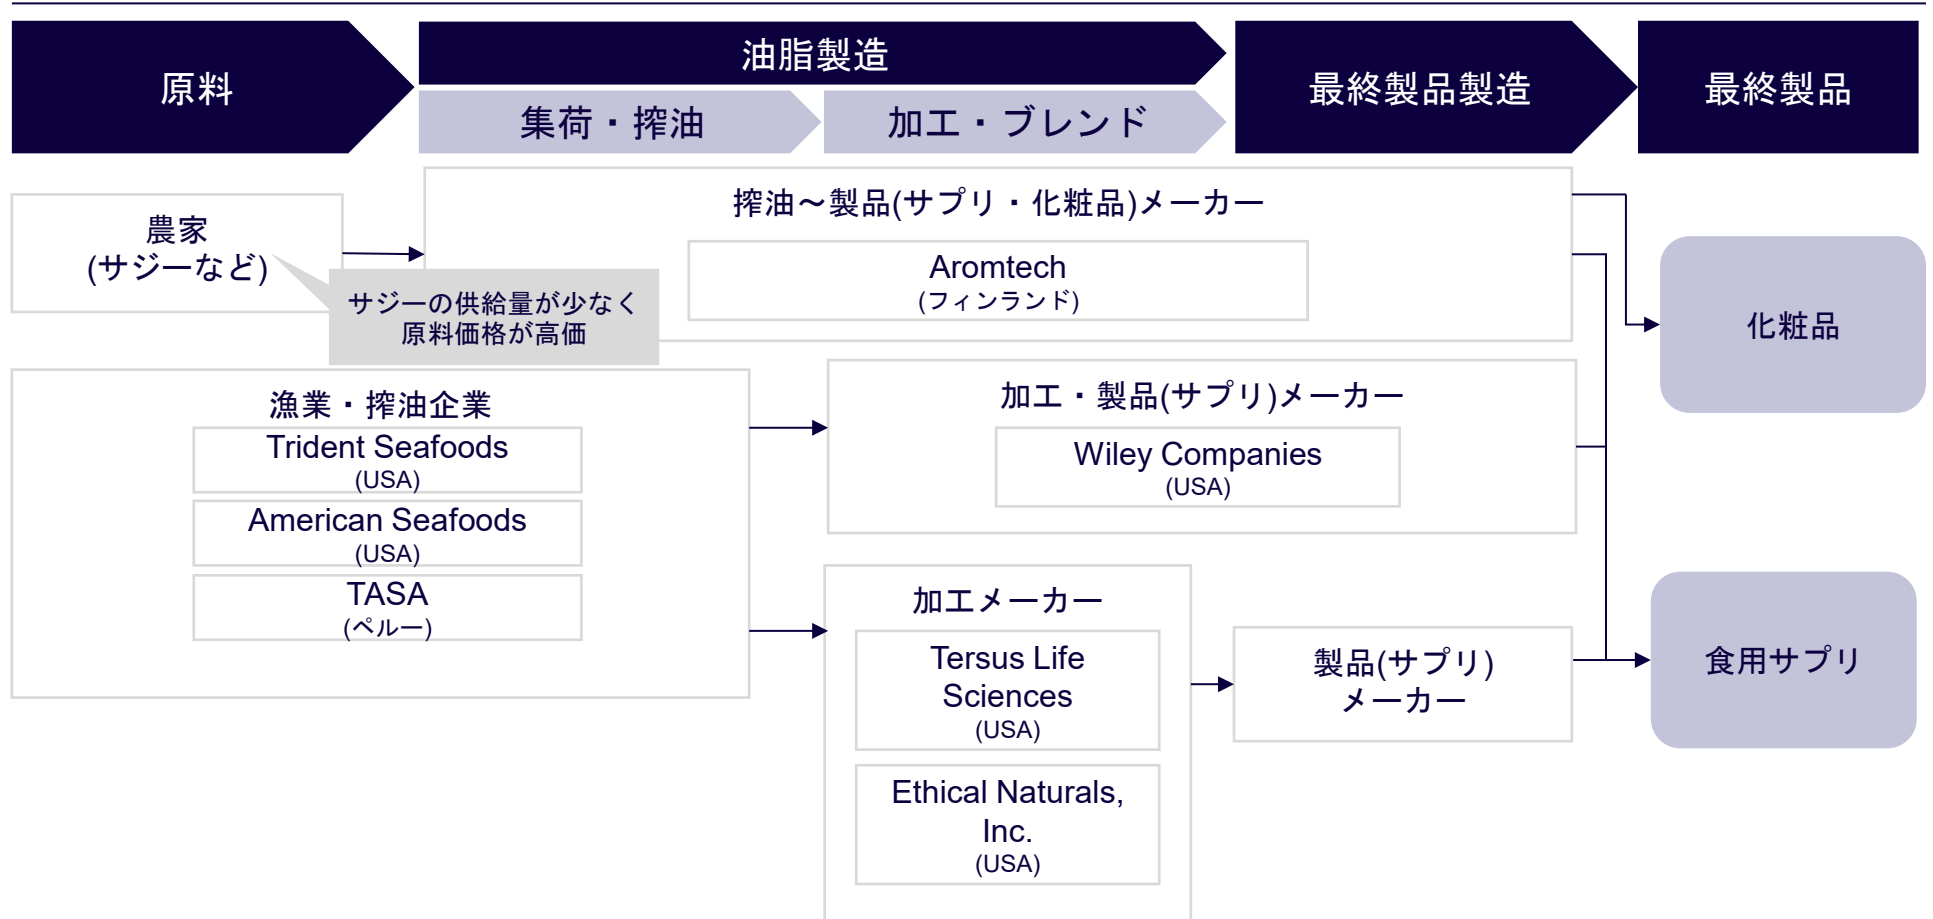 原料
油脂製造
集荷・搾油
加工・ブレンド
最終製品製造
最終製品
農家
(サジーなど)
サジーの供給量が少なく
原料価格が高価
搾油～製品(サプリ・化粧品)メーカー
Aromtech
(フィンランド)
化粧品
漁業・搾油企業
Trident Seafoods
(USA)
American Seafoods
(USA)
TASA
(ペルー)
加工・製品(サプリ)メーカー
Wiley Companies
(USA)
加工メーカー
Tersus Life
Sciences
(USA)
Ethical Naturals,
Inc.
(USA)
製品(サプリ)
メーカー
食用サプリ